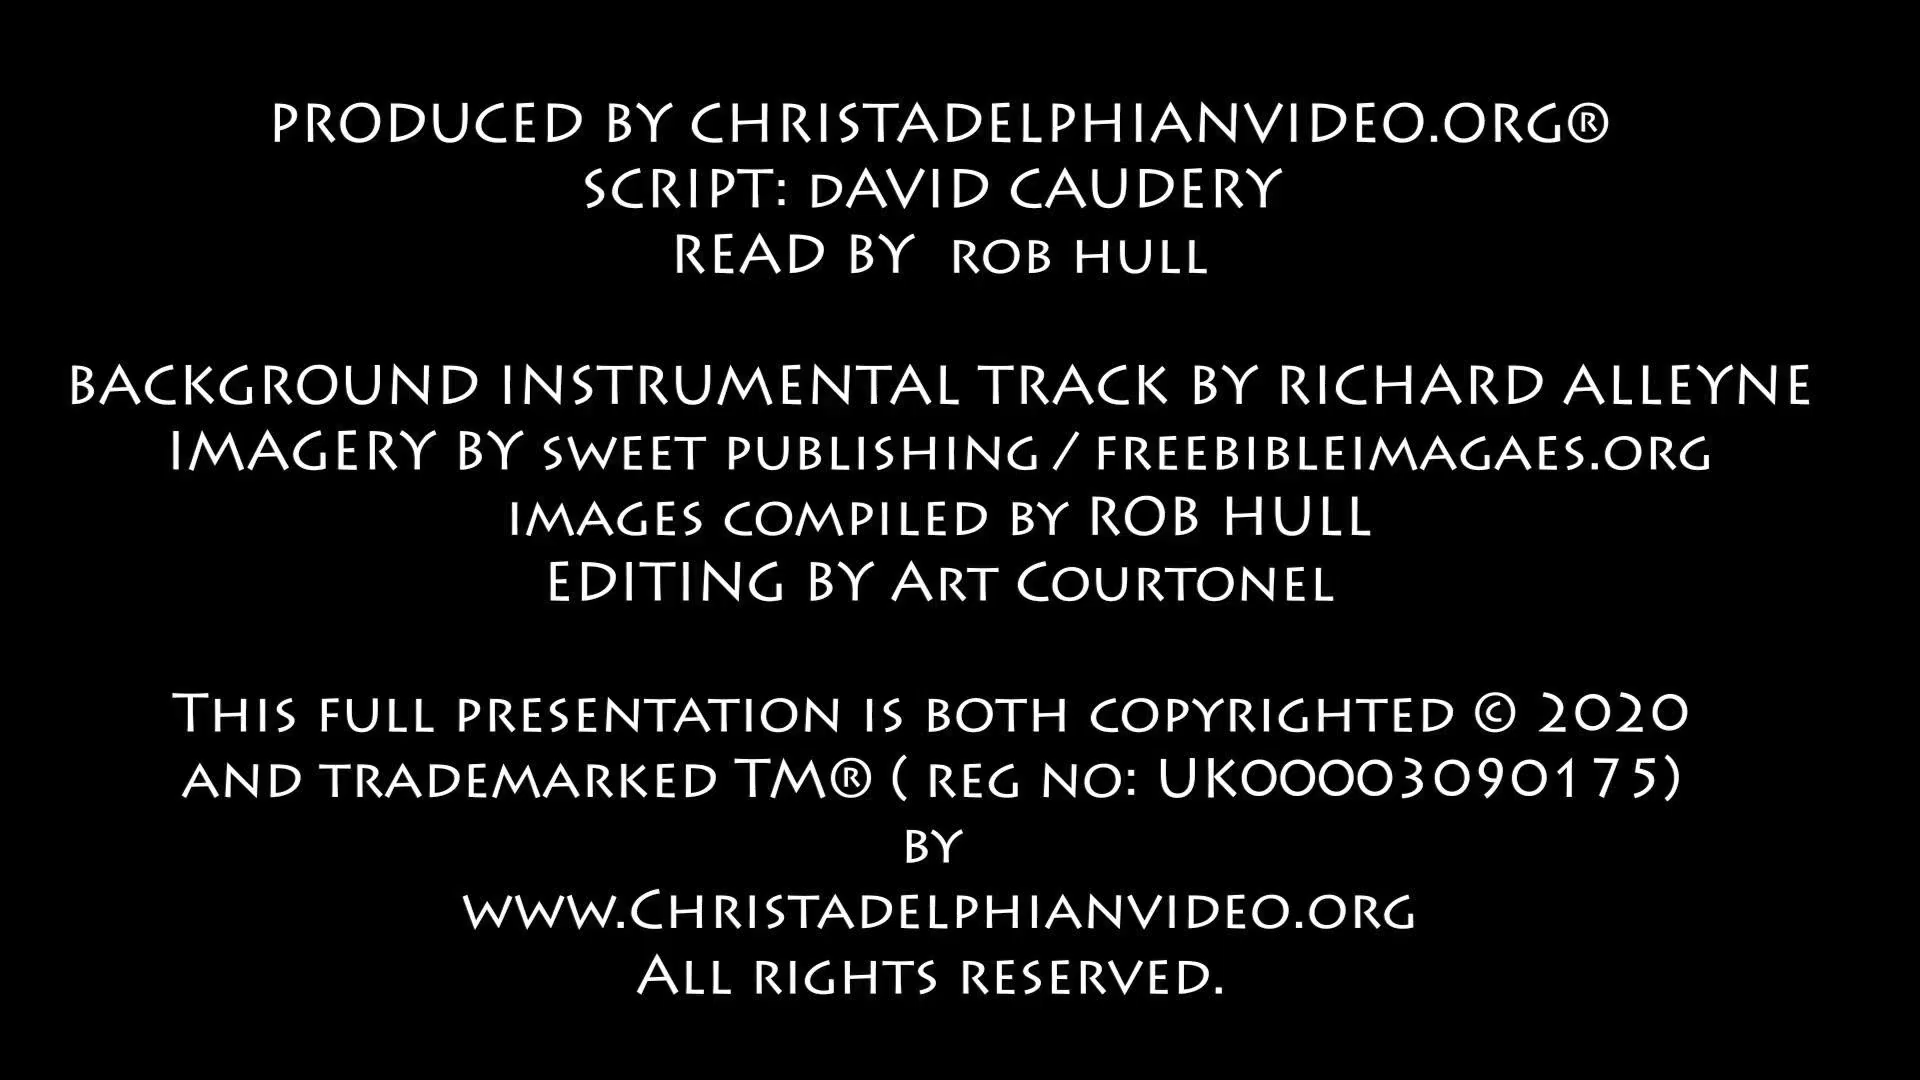 PRODUCED BY CHRISTADELPHIANVIDEO.ORG®
SCRIPT: dAVID CAUDERY
READ BY rob hull
BACKGROUND INSTRUMENTAL TRACK BY RICHARD ALLEYNE
IMAGERY BY sweet publishing / freebibleimagaes.org
images compiled by ROB HULL
EDITING BY Art Courtonel
This full presentation is both copyrighted © 2020
and trademarked TM® ( reg no: UK00003090175)
by
www.Christadelphianvideo.org
All rights reserved.